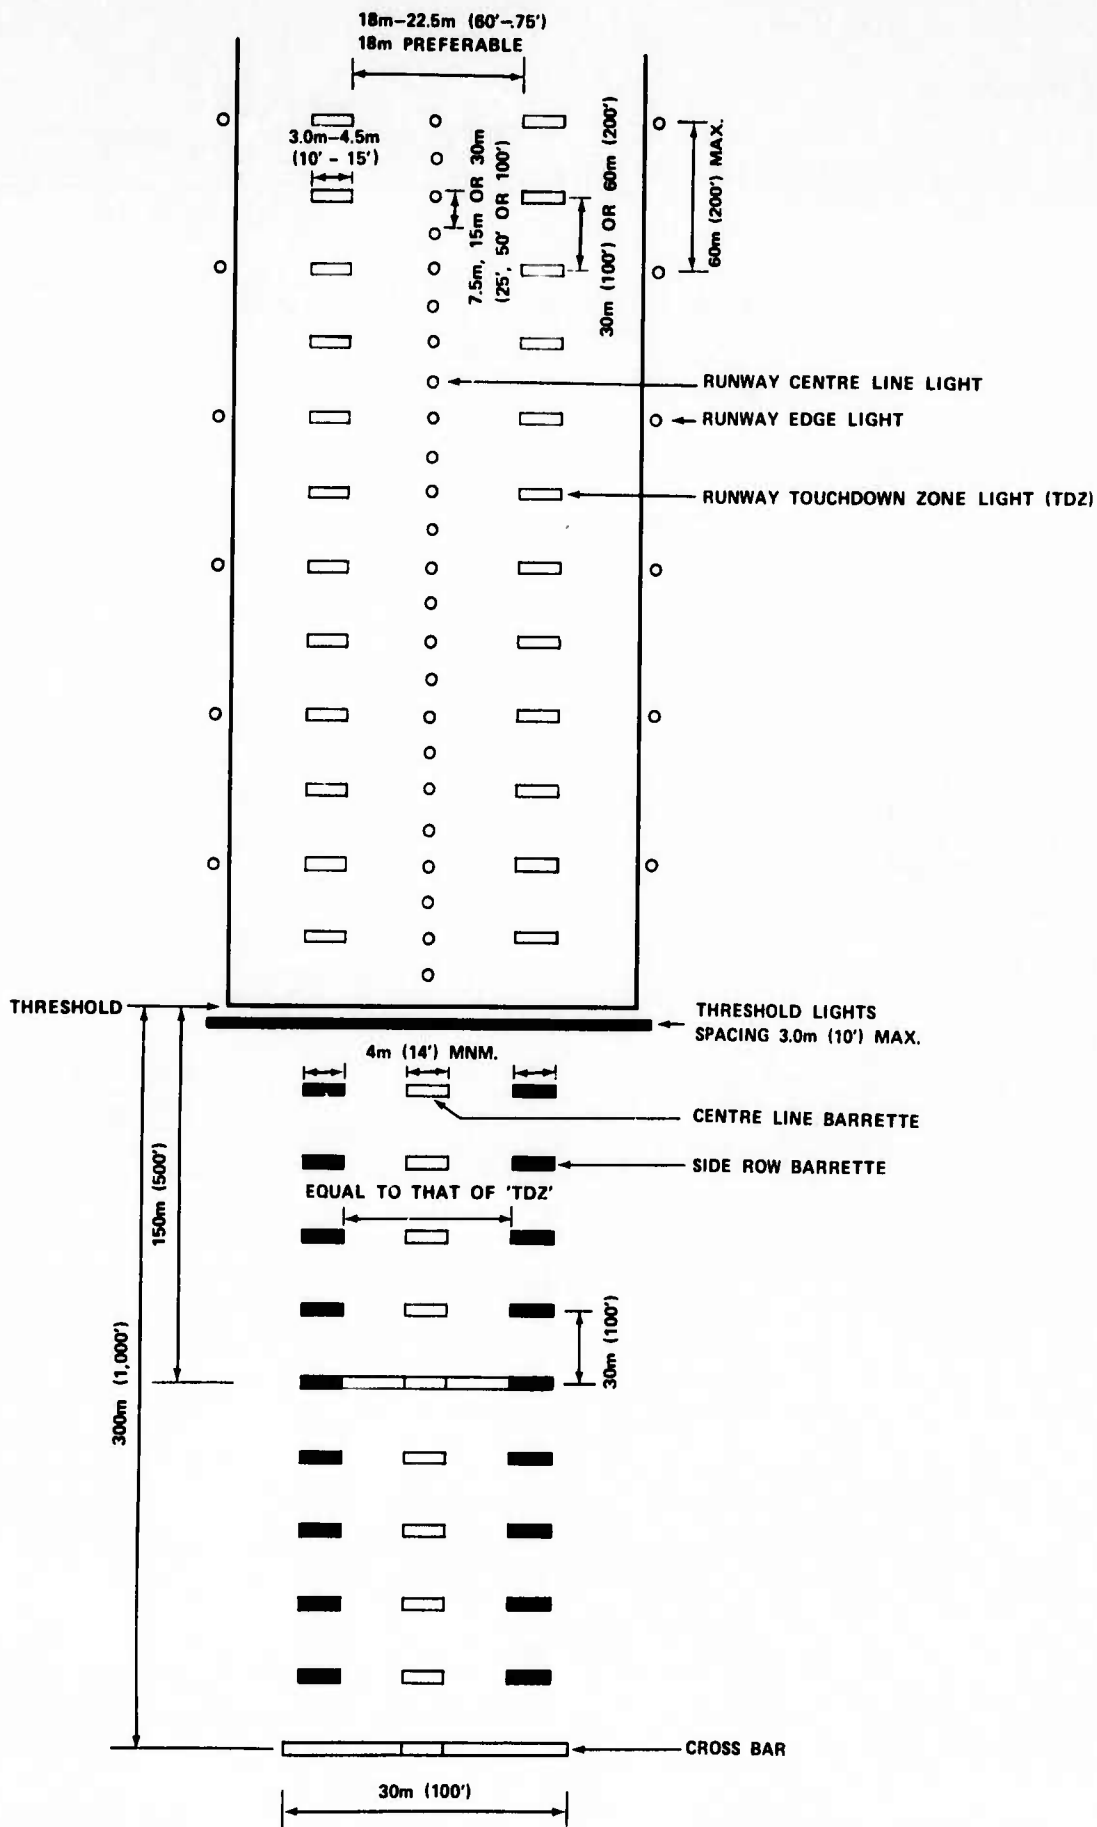 18m-22.5m (60'-.75')
18m PREFERABLE
3.0m-4.5m
(10' - 15')
7.5m, 15m OR 30m
(25', 50' OR 100')
30m (100') OR 60m (200')
60m (200') MAX.
RUNWAY CENTRE LINE LIGHT
RUNWAY EDGE LIGHT
RUNWAY TOUCHDOWN ZONE LIGHT (TDZ)
THRESHOLD
THRESHOLD LIGHTS
SPACING 3.0m (10') MAX.
4m (14') MNM.
CENTRE LINE BARRETTE
SIDE ROW BARRETTE
EQUAL TO THAT OF 'TDZ'
150m (500')
30m (100')
300m (1,000')
CROSS BAR
30m (100')